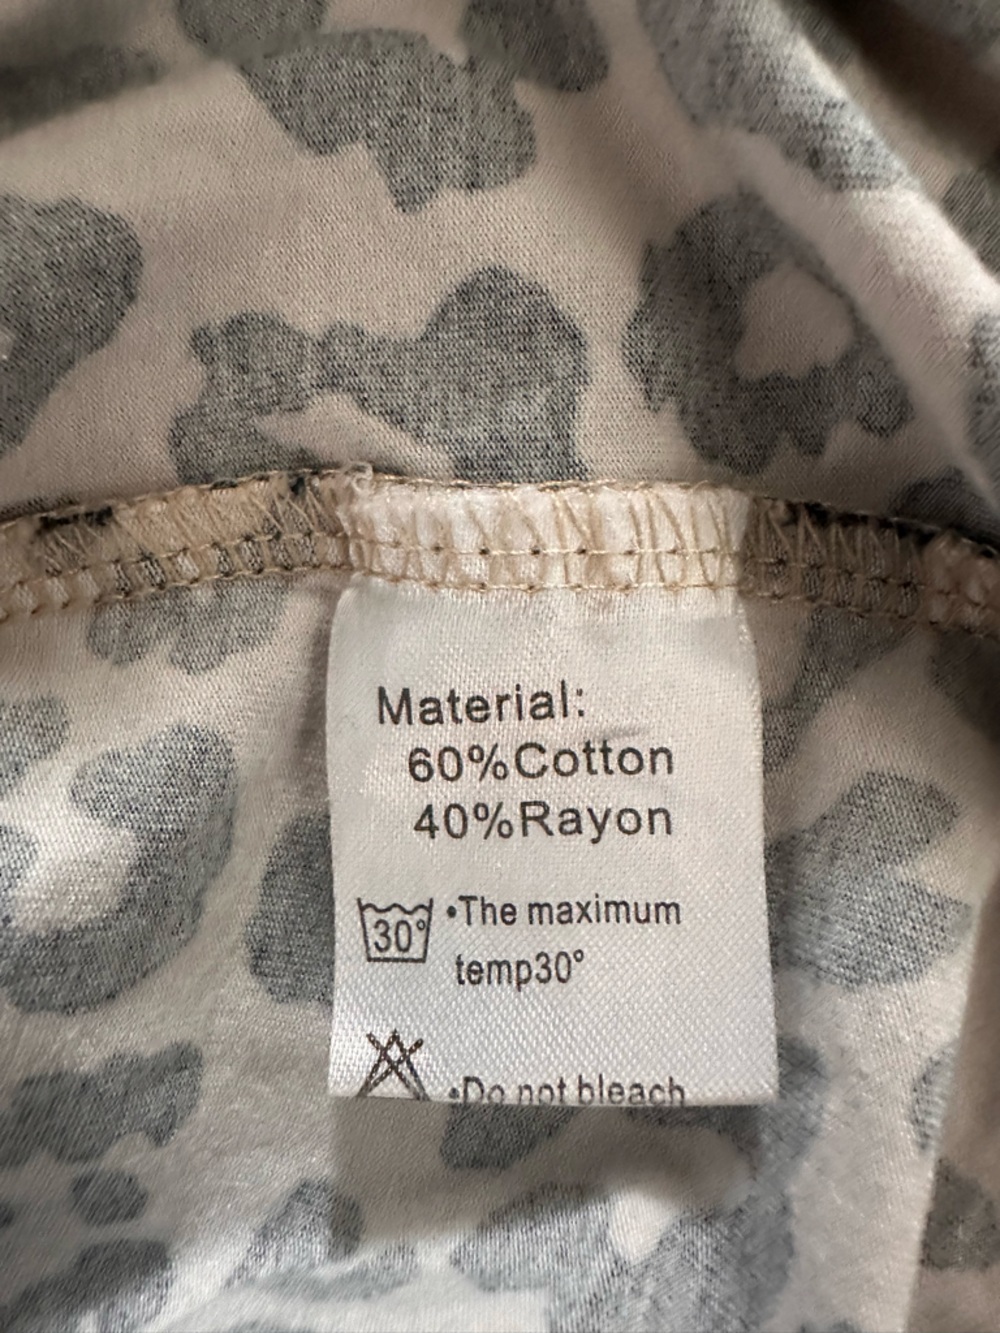 Material:
60%Cotton
40%Rayon
30° •The maximum
temp30°
•Do not bleach